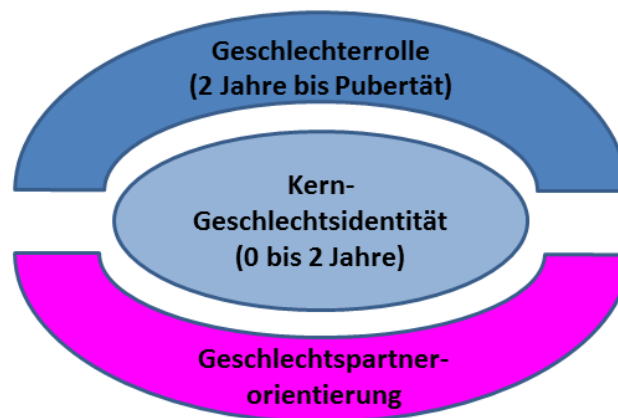 Geschlechterrolle
(2 Jahre bis Pubertät)
Kern-
Geschlechtsidentität
(0 bis 2 Jahre)
Geschlechtspartner-
orientierung